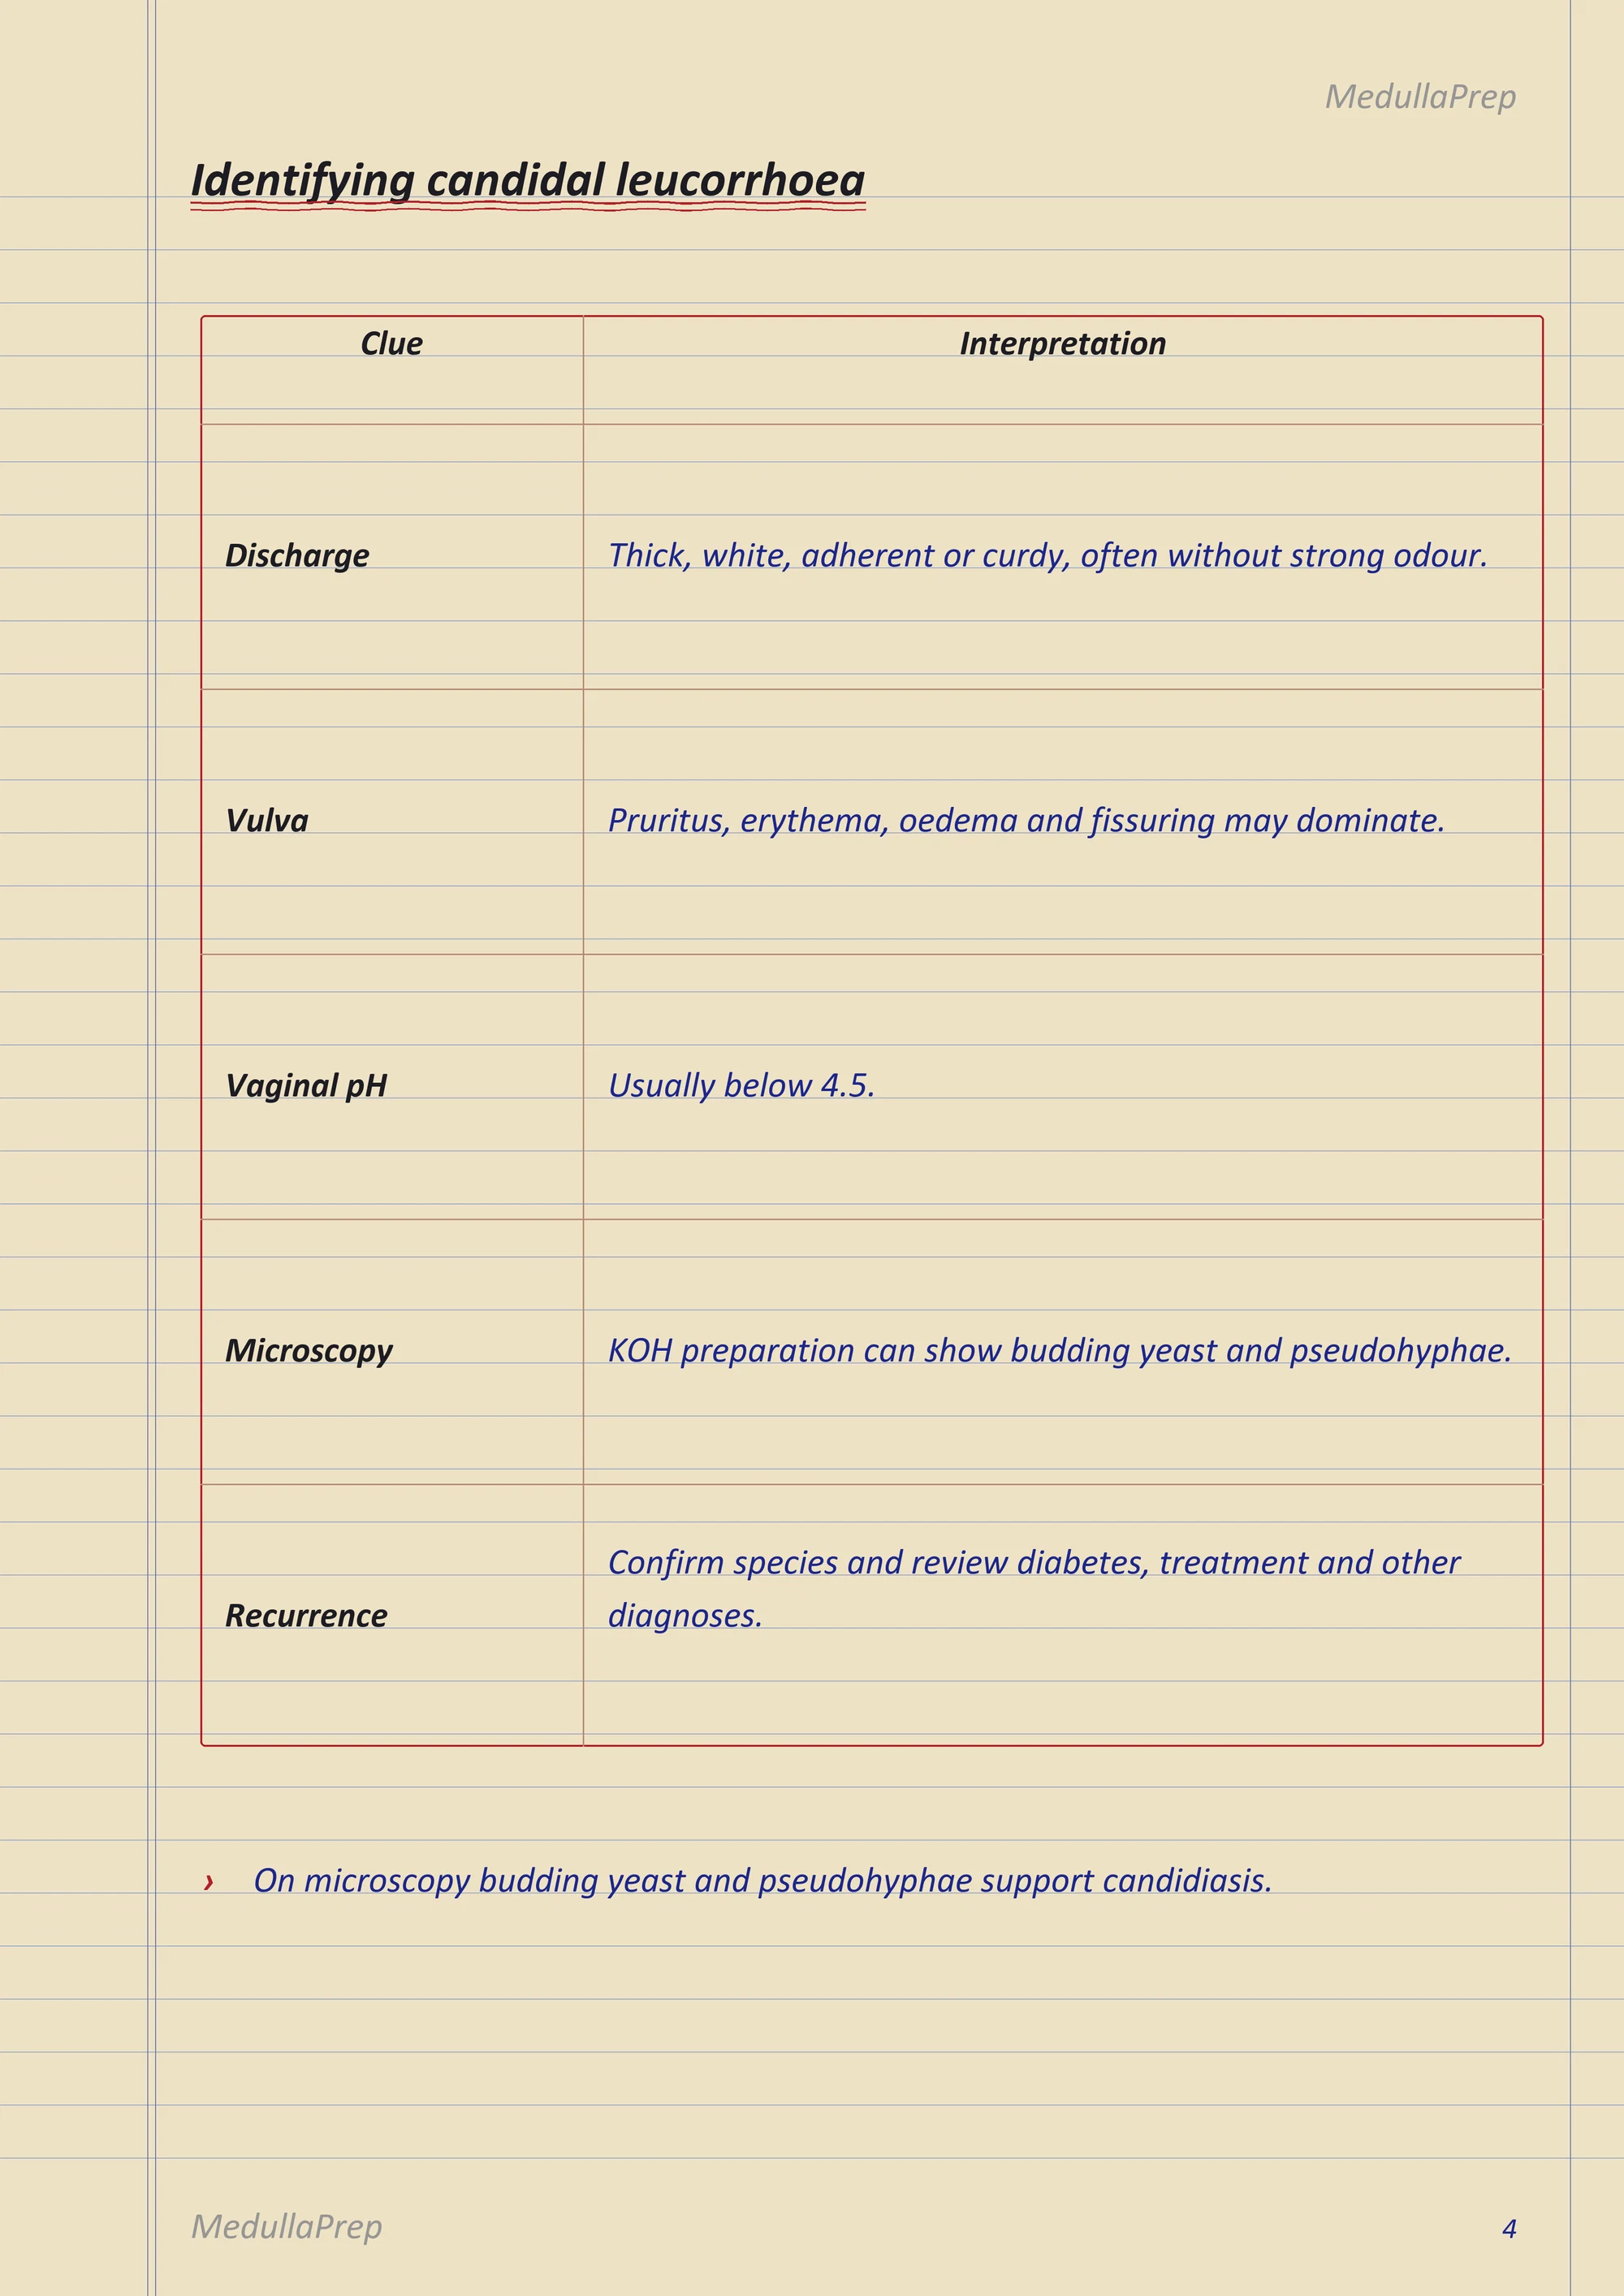 MedullaPrep
Identifying candidal leucorrhoea
Clue Interpretation
Discharge Thick, white, adherent or curdy, often without strong odour.
Vulva Pruritus, erythema, oedema and fissuring may dominate.
Vaginal pH Usually below 4.5.
Microscopy KOH preparation can show budding yeast and pseudohyphae.
Confirm species and review diabetes, treatment and other
Recurrence diagnoses.
› On microscopy budding yeast and pseudohyphae support candidiasis.
MedullaPrep 4